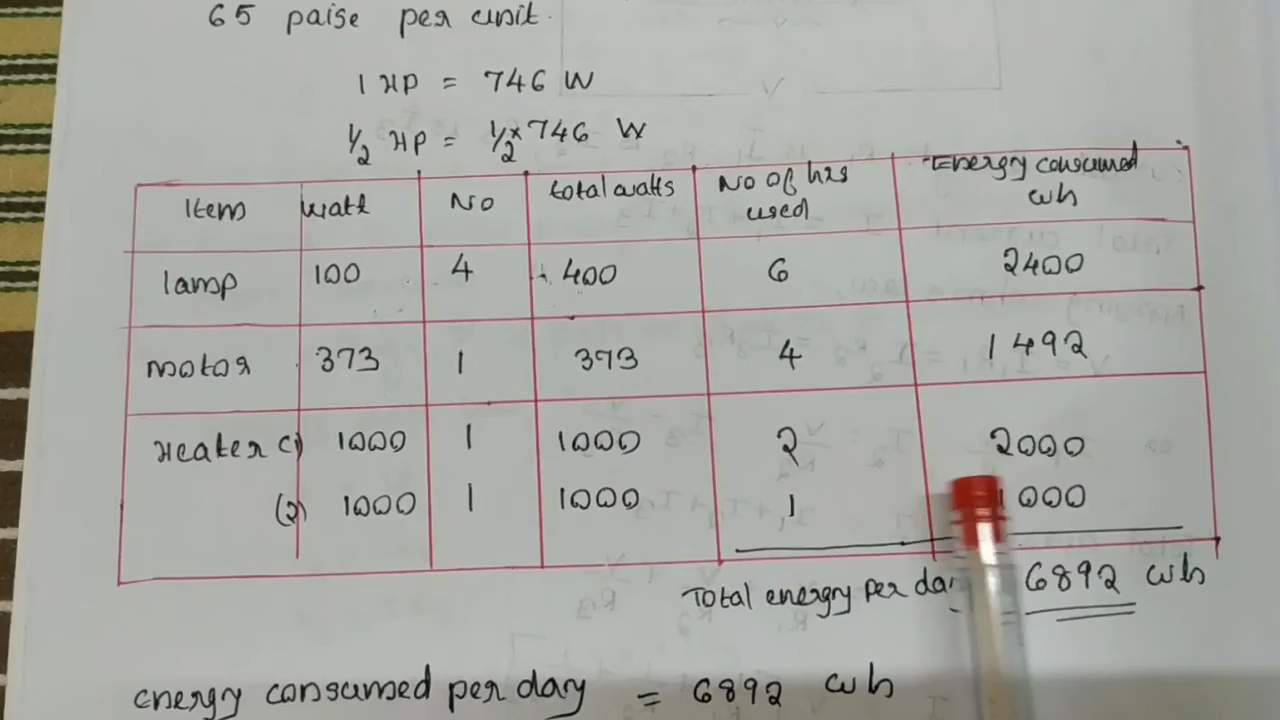 65 paise per unit.
1 HP = 746 W
1/2 HP = 1/2 x 746 W
Item watt No total watts No of hrs used Energy consumed wh
lamp 100 4 400 6 2400
motor 373 1 373 4 1492
Heater (1) 1000 1 1000 2 2000
(2) 1000 1 1000 1 1000
Total energy per day 6892 wh
Energy consumed per day = 6892 wh